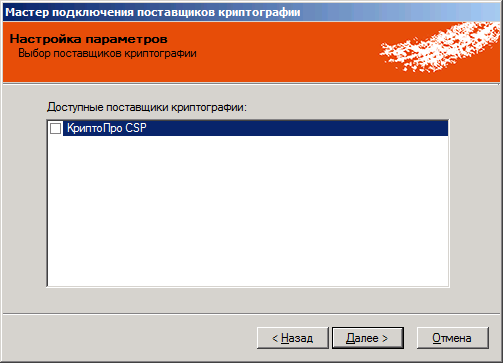 Мастер подключения поставщиков криптографии
Настройка параметров
Выбор поставщиков криптографии
Доступные поставщики криптографии:
КриптоПро CSP
< Назад
Далее >
Отмена